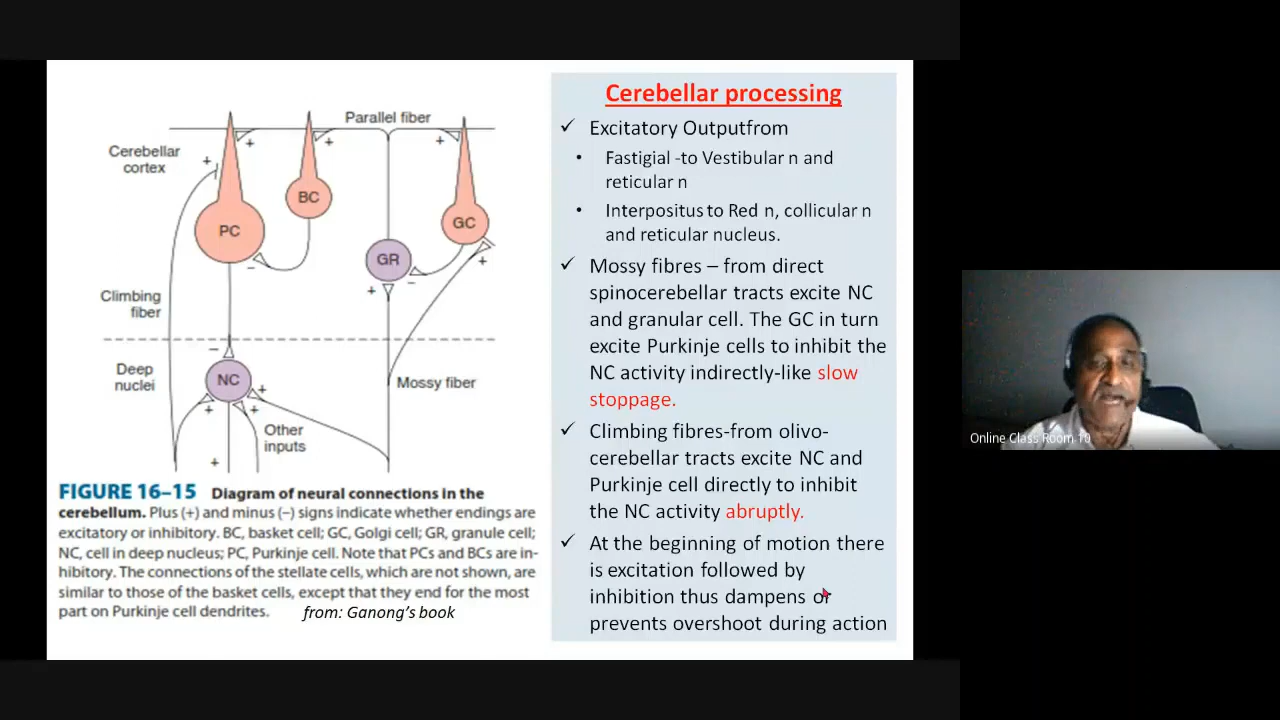 Parallel fiber
Cerebellar
cortex
+
+
+
+
BC
PC
GC
GR
−
−
+
+
Climbing
fiber
Deep
nuclei
−
NC
+
+
+
Mossy fiber
Other
inputs
+
FIGURE 16–15 Diagram of neural connections in the
cerebellum. Plus (+) and minus (−) signs indicate whether endings are
excitatory or inhibitory. BC, basket cell; GC, Golgi cell; GR, granule cell;
NC, cell in deep nucleus; PC, Purkinje cell. Note that PCs and BCs are in-
hibitory. The connections of the stellate cells, which are not shown, are
similar to those of the basket cells, except that they end for the most
part on Purkinje cell dendrites. from: Ganong’s book
Cerebellar processing
✓ Excitatory Outputfrom
• Fastigial -to Vestibular n and
reticular n
• Interpositus to Red n, collicular n
and reticular nucleus.
✓ Mossy fibres – from direct
spinocerebellar tracts excite NC
and granular cell. The GC in turn
excite Purkinje cells to inhibit the
NC activity indirectly-like slow
stoppage.
✓ Climbing fibres-from olivo-
cerebellar tracts excite NC and
Purkinje cell directly to inhibit
the NC activity abruptly.
✓ At the beginning of motion there
is excitation followed by
inhibition thus dampens or
prevents overshoot during action
Online Class Room 10